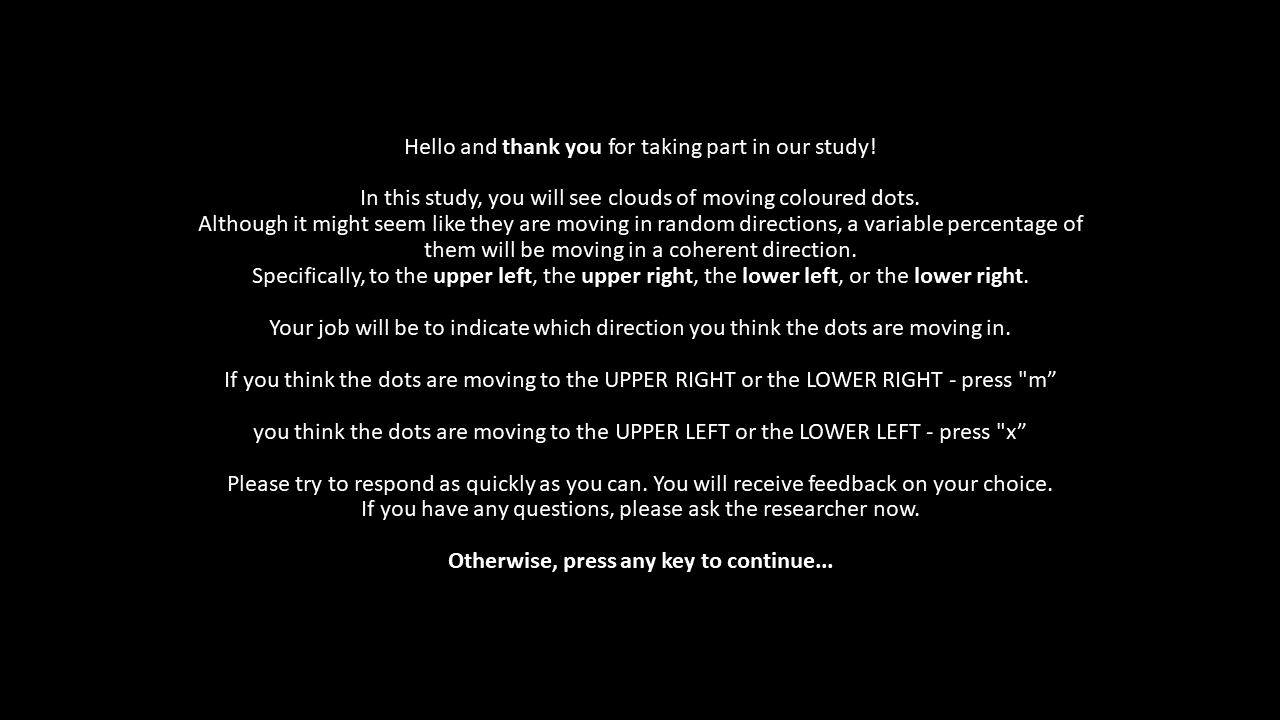 Hello and thank you for taking part in our study!
In this study, you will see clouds of moving coloured dots.
Although it might seem like they are moving in random directions, a variable percentage of
them will be moving in a coherent direction.
Specifically, to the upper left, the upper right, the lower left, or the lower right.
Your job will be to indicate which direction you think the dots are moving in.
If you think the dots are moving to the UPPER RIGHT or the LOWER RIGHT - press "m”
you think the dots are moving to the UPPER LEFT or the LOWER LEFT - press "x”
Please try to respond as quickly as you can. You will receive feedback on your choice.
If you have any questions, please ask the researcher now.
Otherwise, press any key to continue...